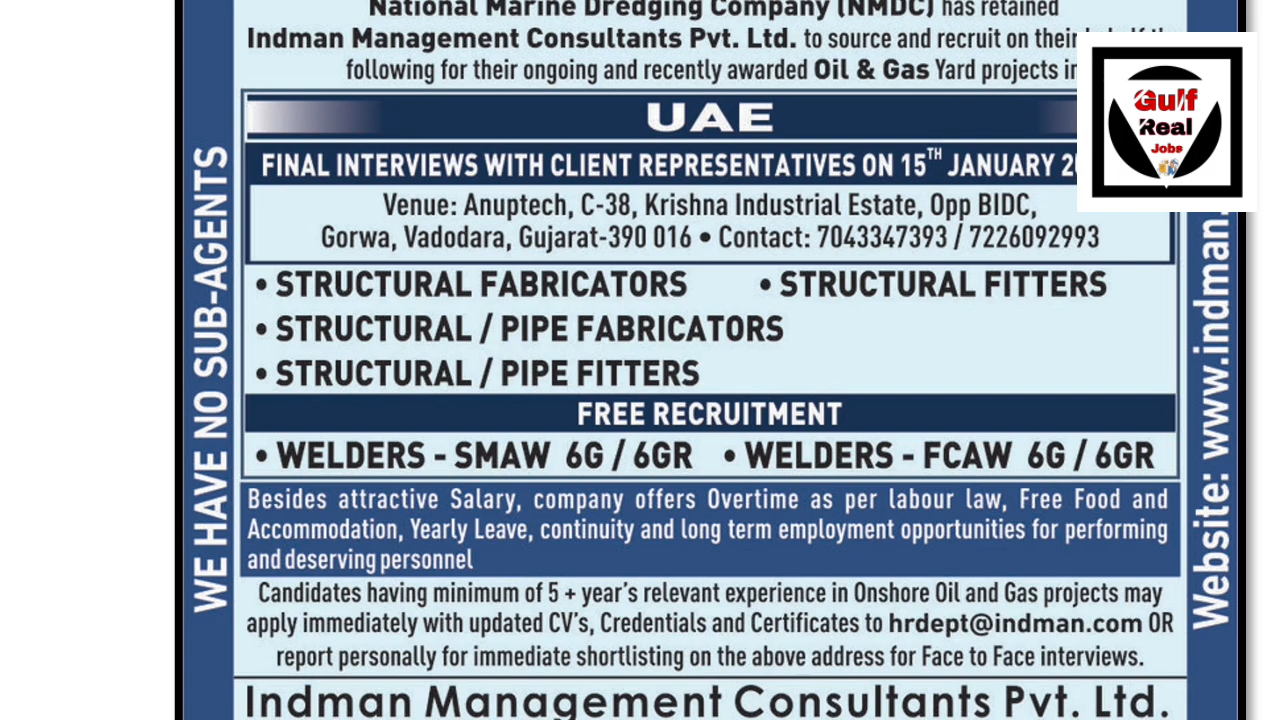 National Marine Dredging Company (NMDC) has retained
Indman Management Consultants Pvt. Ltd. to source and recruit on their
following for their ongoing and recently awarded Oil & Gas Yard projects in
Gulf
Real
Jobs
UAE
FINAL INTERVIEWS WITH CLIENT REPRESENTATIVES ON 15TH JANUARY
Venue: Anuptech, C-38, Krishna Industrial Estate, Opp BIDC,
Gorwa, Vadodara, Gujarat-390 016 • Contact: 7043347393 / 7226092993
• STRUCTURAL FABRICATORS • STRUCTURAL FITTERS
• STRUCTURAL / PIPE FABRICATORS
• STRUCTURAL / PIPE FITTERS
FREE RECRUITMENT
• WELDERS - SMAW 6G / 6GR • WELDERS - FCAW 6G / 6GR
Besides attractive Salary, company offers Overtime as per labour law, Free Food and
Accommodation, Yearly Leave, continuity and long term employment opportunities for performing
and deserving personnel
Candidates having minimum of 5 + year's relevant experience in Onshore Oil and Gas projects may
apply immediately with updated CV's, Credentials and Certificates to hrdept@indman.com OR
report personally for immediate shortlisting on the above address for Face to Face interviews.
Indman Management Consultants Pvt. Ltd.
WE HAVE NO SUB-AGENTS
Website: www.indman.